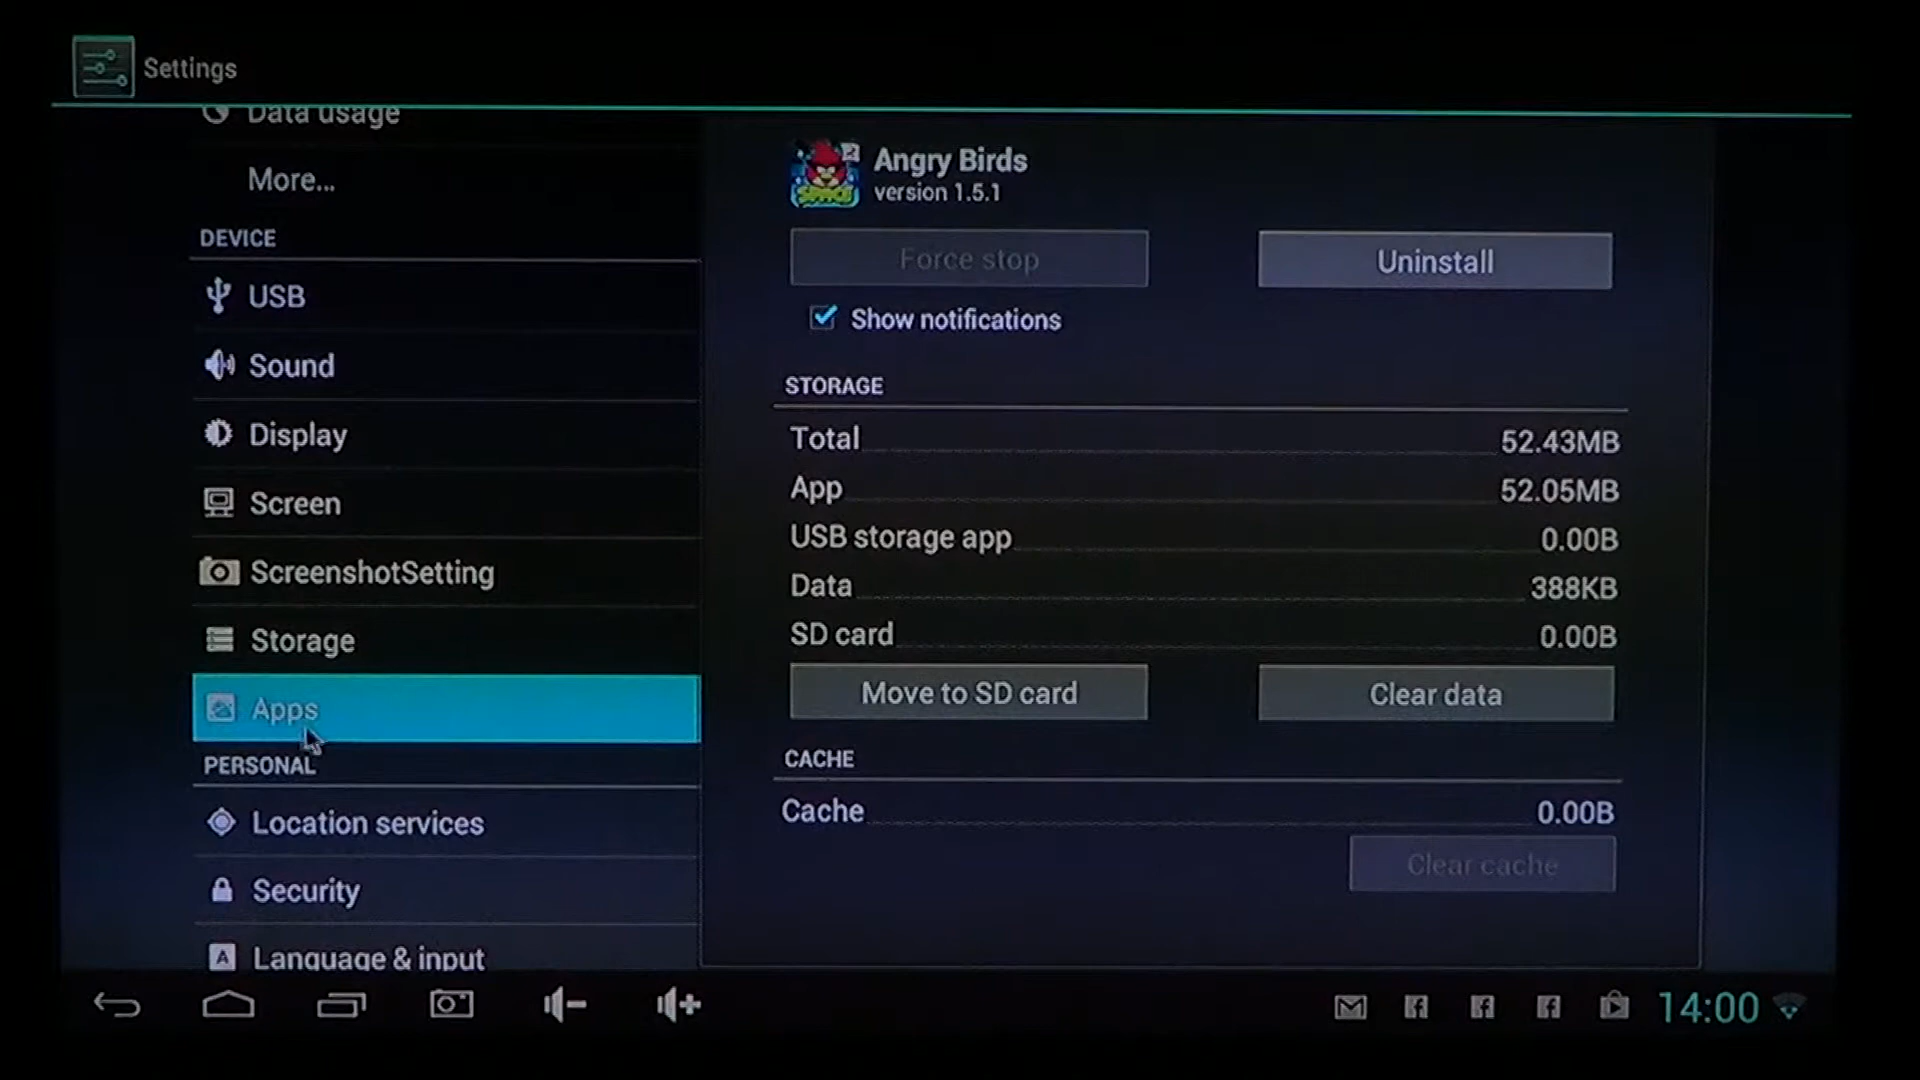 Settings
Data usage
More...
DEVICE
USB
Sound
Display
Screen
ScreenshotSetting
Storage
Apps
PERSONAL
Location services
Security
Language & input
Angry Birds
version 1.5.1
SPACE
Force stop
Uninstall
Show notifications
STORAGE
Total 52.43MB
App 52.05MB
USB storage app 0.00B
Data 388KB
SD card 0.00B
Move to SD card
Clear data
CACHE
Cache 0.00B
Clear cache
14:00